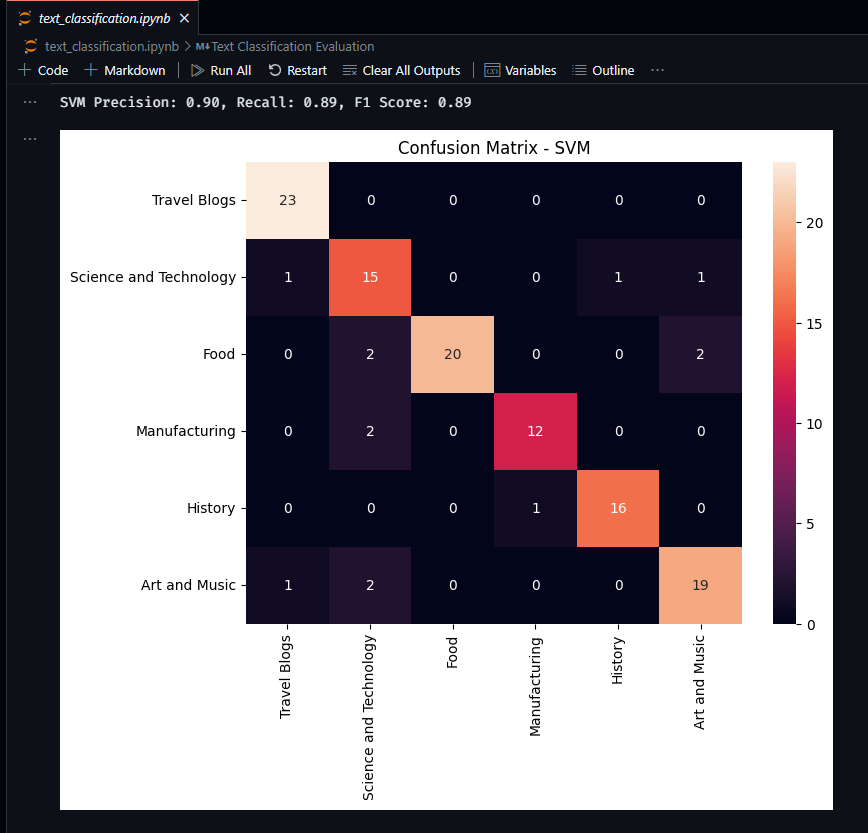 text_classification.ipynb ×
text_classification.ipynb > M↓Text Classification Evaluation
+ Code + Markdown | Run All Restart Clear All Outputs | Variables Outline ···
SVM Precision: 0.90, Recall: 0.89, F1 Score: 0.89
Confusion Matrix - SVM
Travel Blogs 23 0 0 0 0 0
Science and Technology 1 15 0 0 1 1
Food 0 2 20 0 0 2
Manufacturing 0 2 0 12 0 0
History 0 0 0 1 16 0
Art and Music 1 2 0 0 0 19
Travel Blogs
Science and Technology
Food
Manufacturing
History
Art and Music
20
15
10
5
0